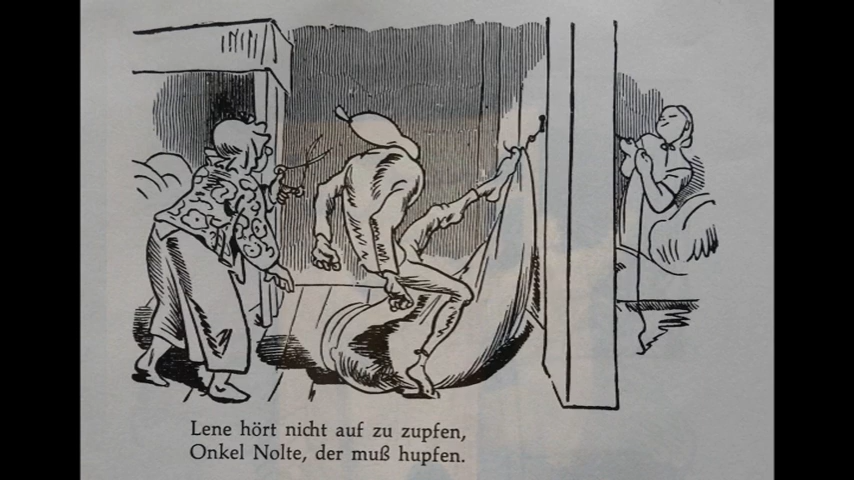 Lene hört nicht auf zu zupfen,
Onkel Nolte, der muß hupfen.